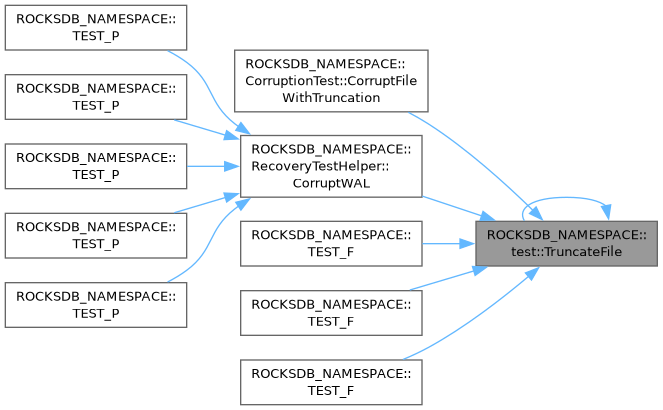 ROCKSDB_NAMESPACE::
TEST_P
ROCKSDB_NAMESPACE::
TEST_P
ROCKSDB_NAMESPACE::
TEST_P
ROCKSDB_NAMESPACE::
TEST_P
ROCKSDB_NAMESPACE::
TEST_P
ROCKSDB_NAMESPACE::
CorruptionTest::CorruptFile
WithTruncation
ROCKSDB_NAMESPACE::
RecoveryTestHelper::
CorruptWAL
ROCKSDB_NAMESPACE::
TEST_F
ROCKSDB_NAMESPACE::
TEST_F
ROCKSDB_NAMESPACE::
TEST_F
ROCKSDB_NAMESPACE::
test::TruncateFile